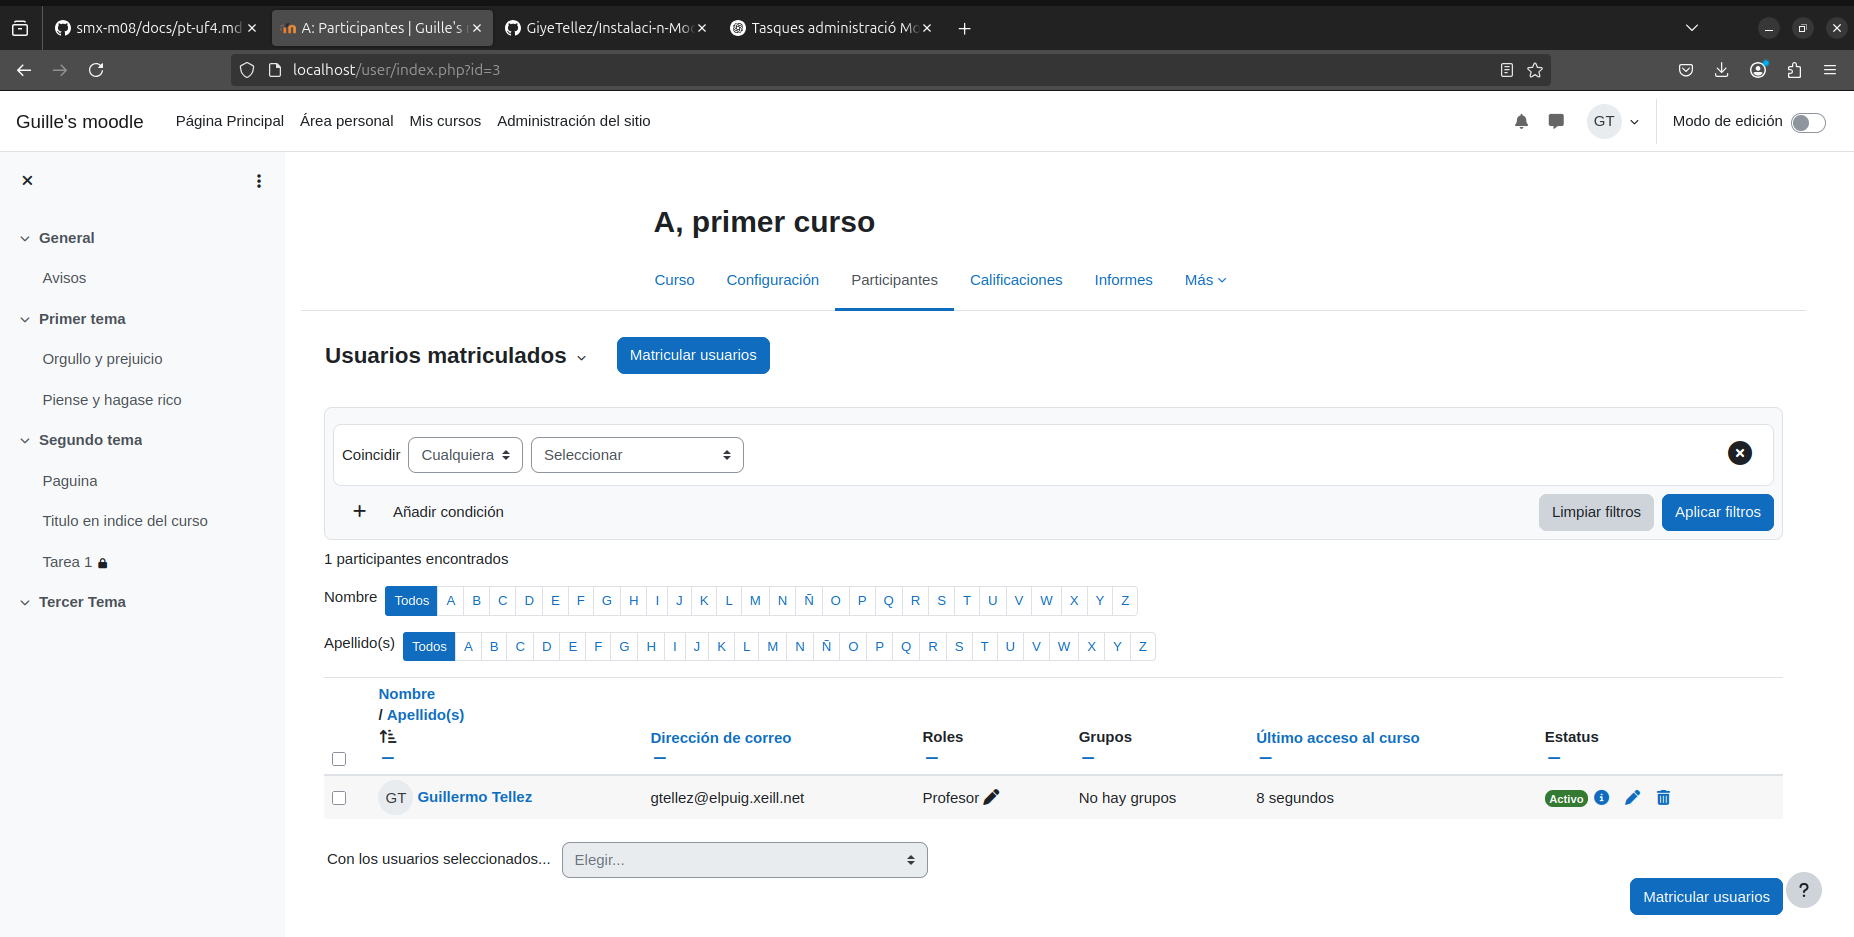 smx-m08/docs/pt-uf4.md
A: Participantes | Guille's
GiyeTellez/Instalaci-n-Moo
Tasques administració Mo
localhost/user/index.php?id=3
Guille's moodle
Página Principal
Área personal
Mis cursos
Administración del sitio
GT
Modo de edición
General
Avisos
Primer tema
Orgullo y prejuicio
Piense y hagase rico
Segundo tema
Paguina
Titulo en indice del curso
Tarea 1
Tercer Tema
A, primer curso
Curso
Configuración
Participantes
Calificaciones
Informes
Más
Usuarios matriculados
Matricular usuarios
Coincidir
Cualquiera
Seleccionar
+ Añadir condición
Limpiar filtros
Aplicar filtros
1 participantes encontrados
Nombre Todos A B C D E F G H I J K L M N Ñ O P Q R S T U V W X Y Z
Apellido(s) Todos A B C D E F G H I J K L M N Ñ O P Q R S T U V W X Y Z
Nombre
/ Apellido(s)
Dirección de correo
Roles
Grupos
Último acceso al curso
Estatus
GT Guillermo Tellez
gtellez@elpuig.xeill.net
Profesor
No hay grupos
8 segundos
Activo
Con los usuarios seleccionados...
Elegir...
Matricular usuarios
?